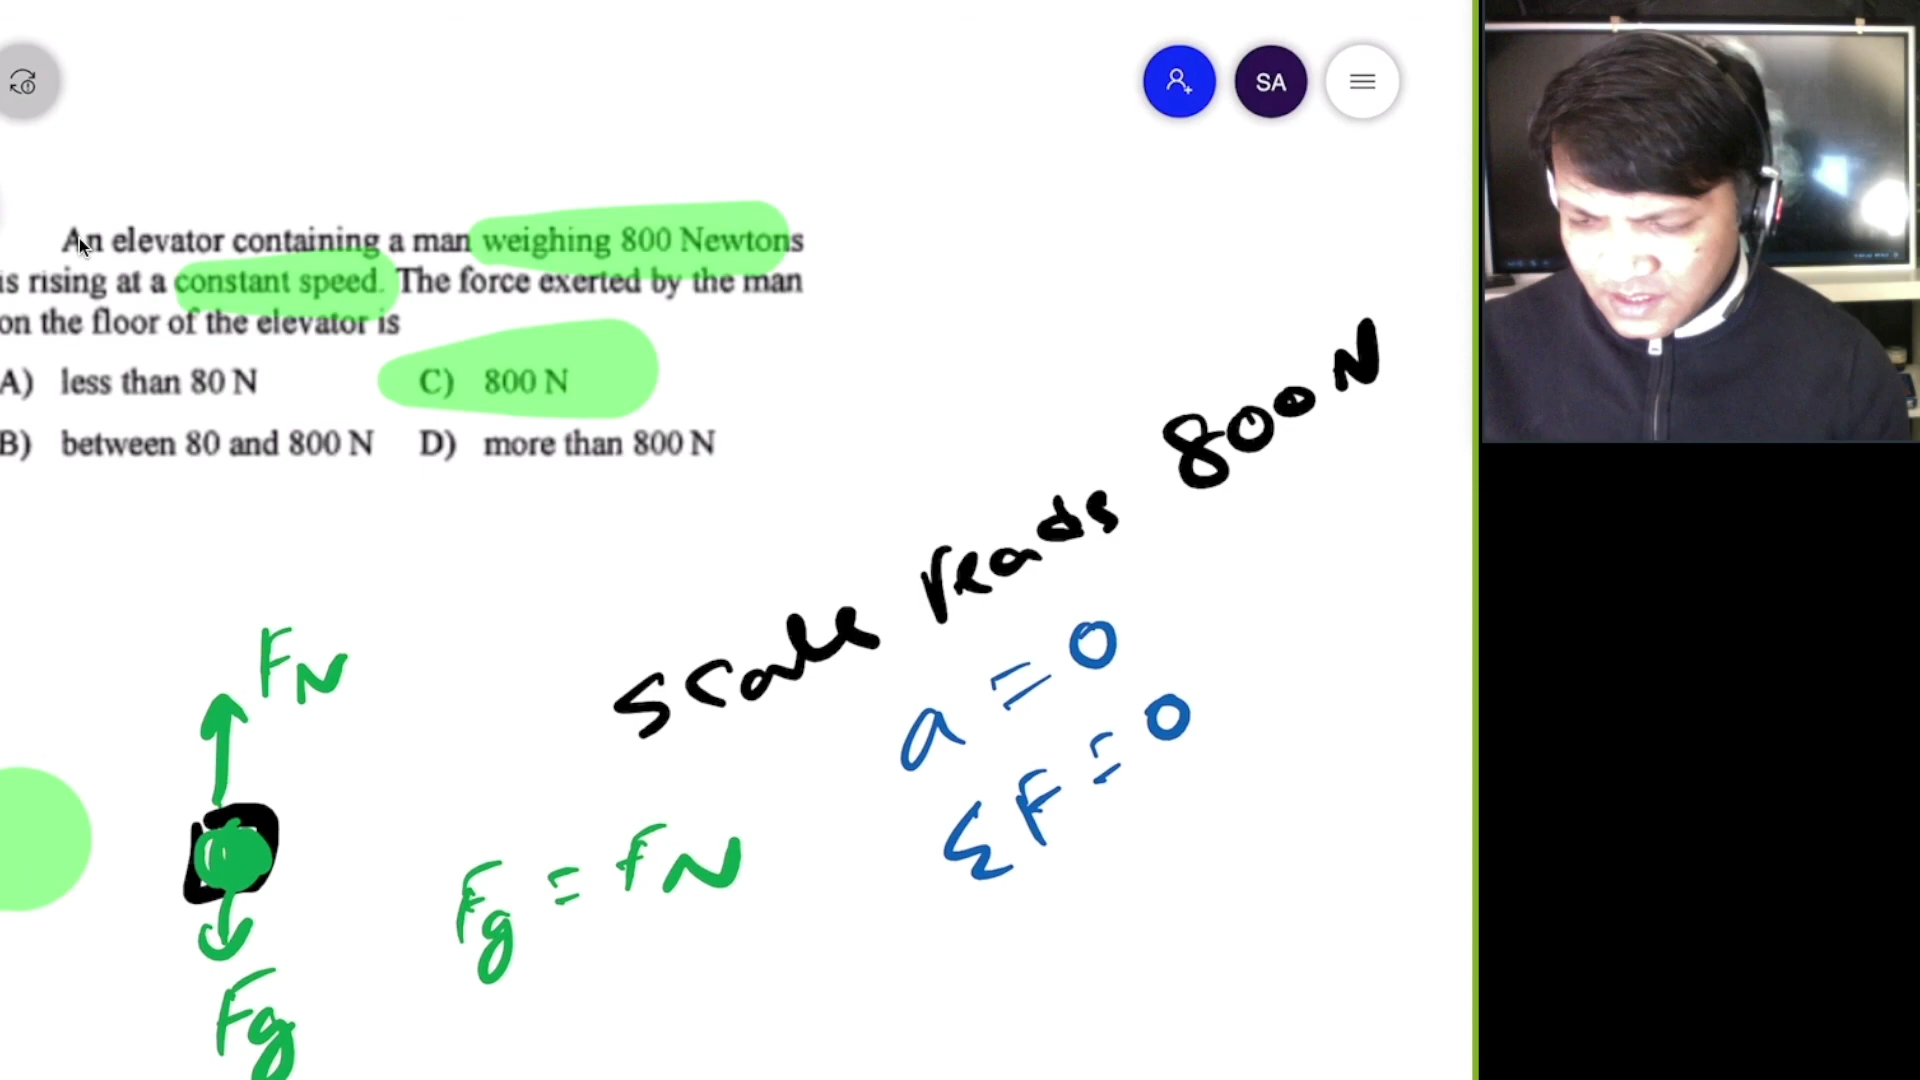 SA
An elevator containing a man weighing 800 Newtons
is rising at a constant speed. The force exerted by the man
on the floor of the elevator is
A) less than 80 N C) 800 N
B) between 80 and 800 N D) more than 800 N
scale reads 800 N
a = 0
ΣF = 0
FN
Fg = FN
Fg